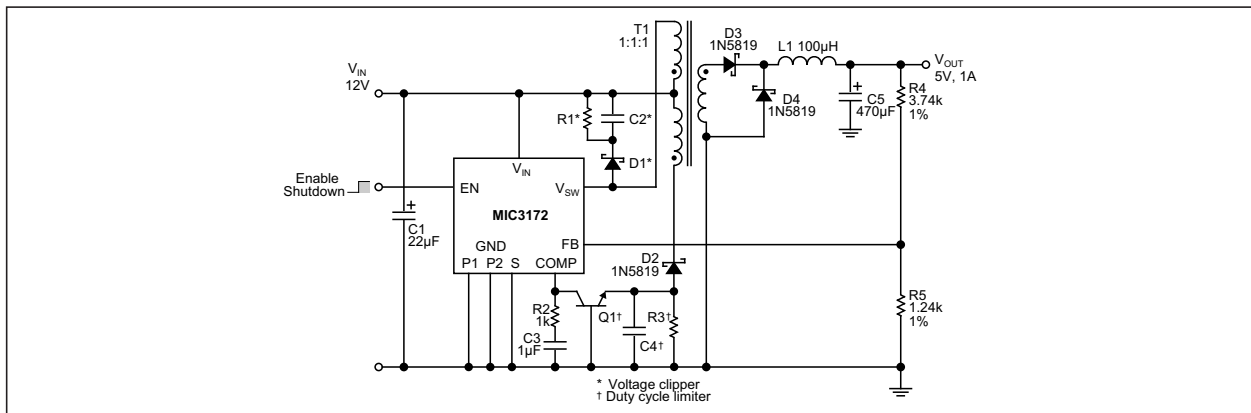 T1
1:1:1
D3
1N5819
L1 100µH
VOUT
5V, 1A
VIN
12V
R4
3.74k
1%
C5
470µF
D4
1N5819
R1*
C2*
D1*
VIN
Enable
Shutdown
EN
VSW
MIC3172
C1
22µF
GND
FB
P1 P2 S COMP
D2
1N5819
R2
1k
Q1†
R3†
C4†
R5
1.24k
1%
C3
1µF
* Voltage clipper
† Duty cycle limiter